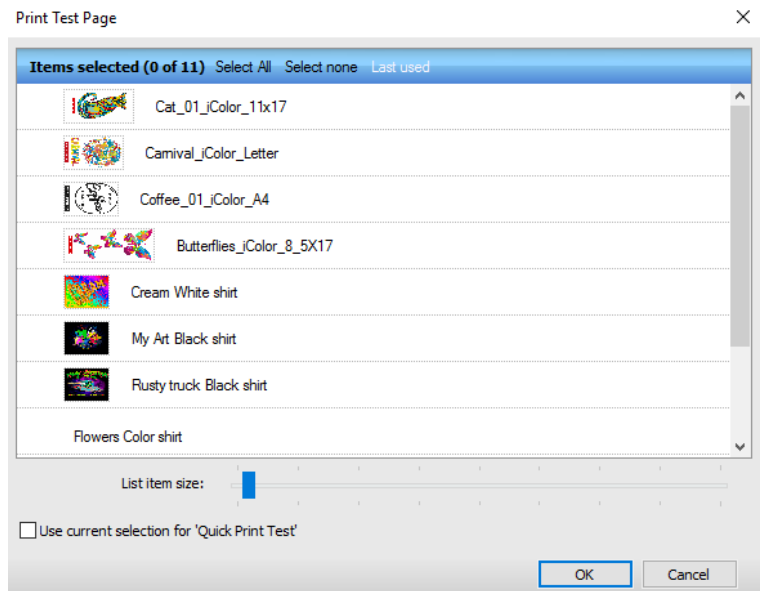 Print Test Page
Items selected (0 of 11) Select All Select none Last used
Cat_01_iColor_11x17
Carnival_iColor_Letter
Coffee_01_iColor_A4
Butterflies_iColor_8_5X17
Cream White shirt
My Art Black shirt
Rusty truck Black shirt
Flowers Color shirt
List item size:
Use current selection for 'Quick Print Test'
OK Cancel